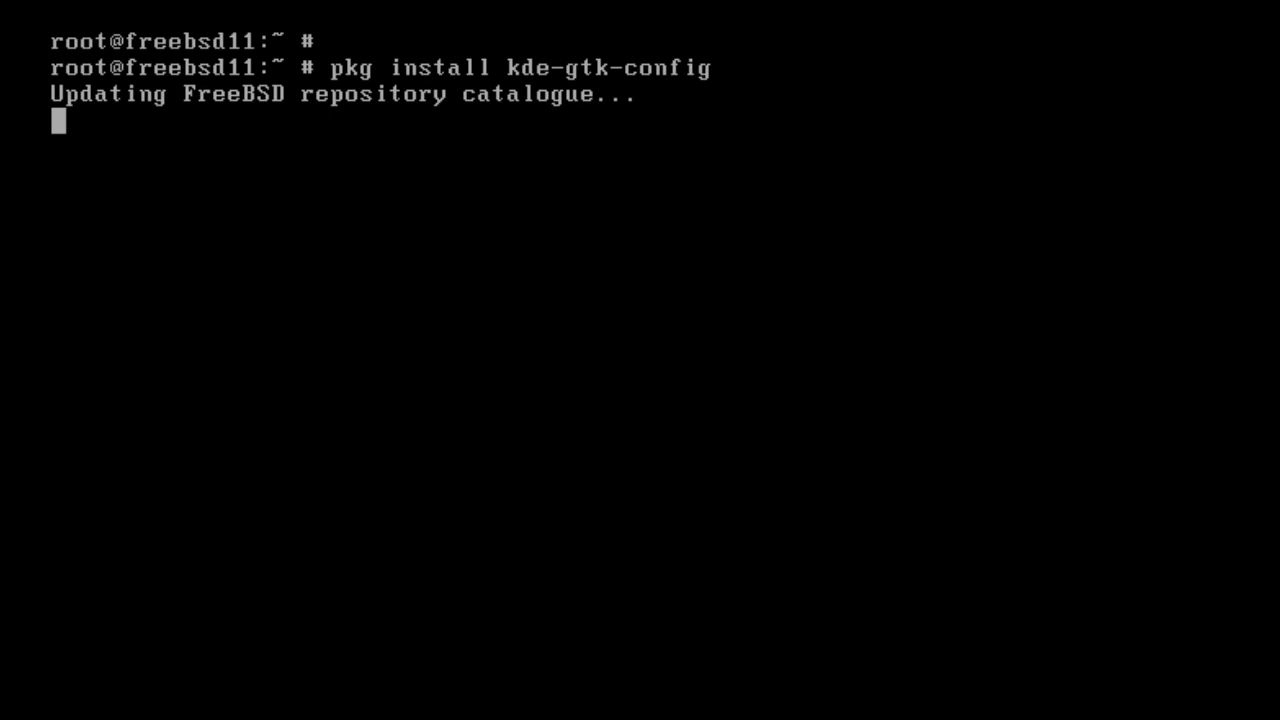 root@freebsd11:~ #
root@freebsd11:~ # pkg install kde-gtk-config
Updating FreeBSD repository catalogue...